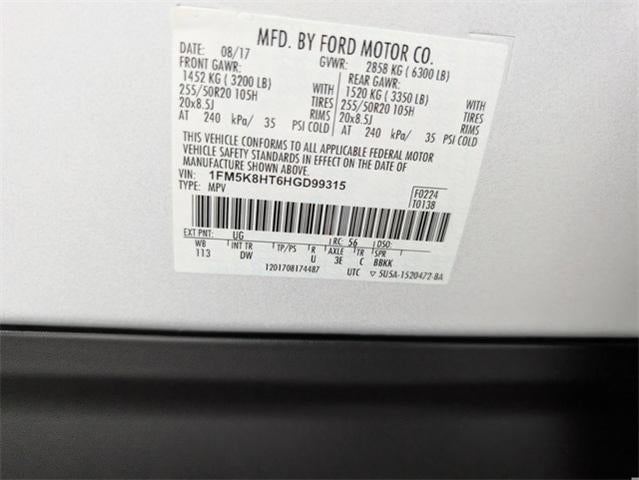 MFD. BY FORD MOTOR CO.
DATE: 08/17 GVWR: 2858 KG ( 6300 LB)
FRONT GAWR: REAR GAWR:
1452 KG ( 3200 LB) WITH 1520 KG ( 3350 LB) WITH
255/50R20 105H TIRES 255/50R20 105H TIRES
20x8.5J RIMS 20x8.5J RIMS
AT 240 kPa/ 35 PSI COLD AT 240 kPa/ 35 PSI COLD
THIS VEHICLE CONFORMS TO ALL APPLICABLE FEDERAL MOTOR
VEHICLE SAFETY STANDARDS IN EFFECT ON THE DATE OF
MANUFACTURE SHOWN ABOVE.
VIN: 1FM5K8HT6HGD99315
TYPE: MPV
F0224
T0138
EXT PNT: UG RC: 56 DSO:
WB INT TR TP/PS R AXLE TR SPR
113 DW U 3E C BBKK
1201708174487 UTC ▽ 5U5A-1520472-BA